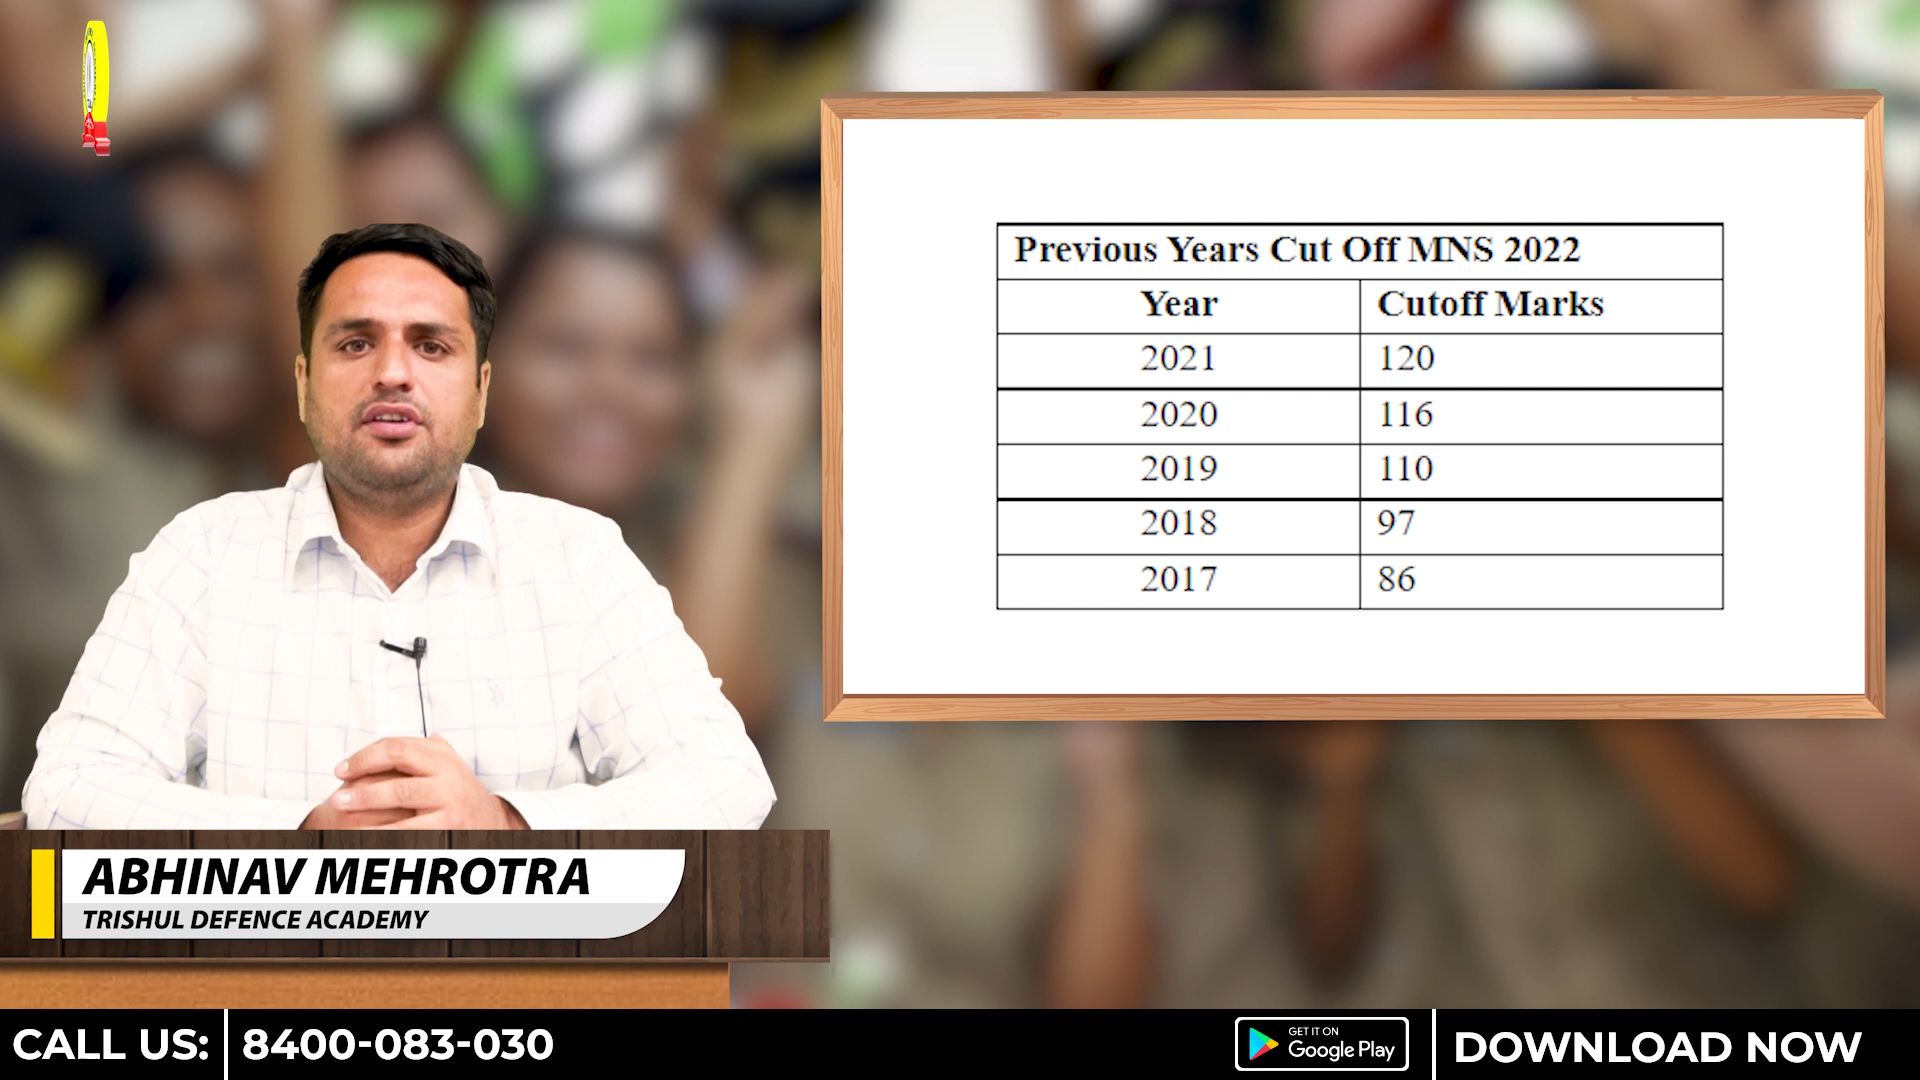 Previous Years Cut Off MNS 2022
Year Cutoff Marks
2021 120
2020 116
2019 110
2018 97
2017 86
ABHINAV MEHROTRA
TRISHUL DEFENCE ACADEMY
CALL US: 8400-083-030
GET IT ON
Google Play
DOWNLOAD NOW